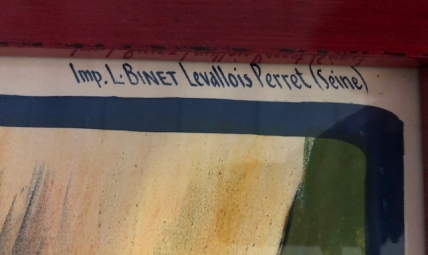 Imp. L. BINET Levallois Perret (Seine)